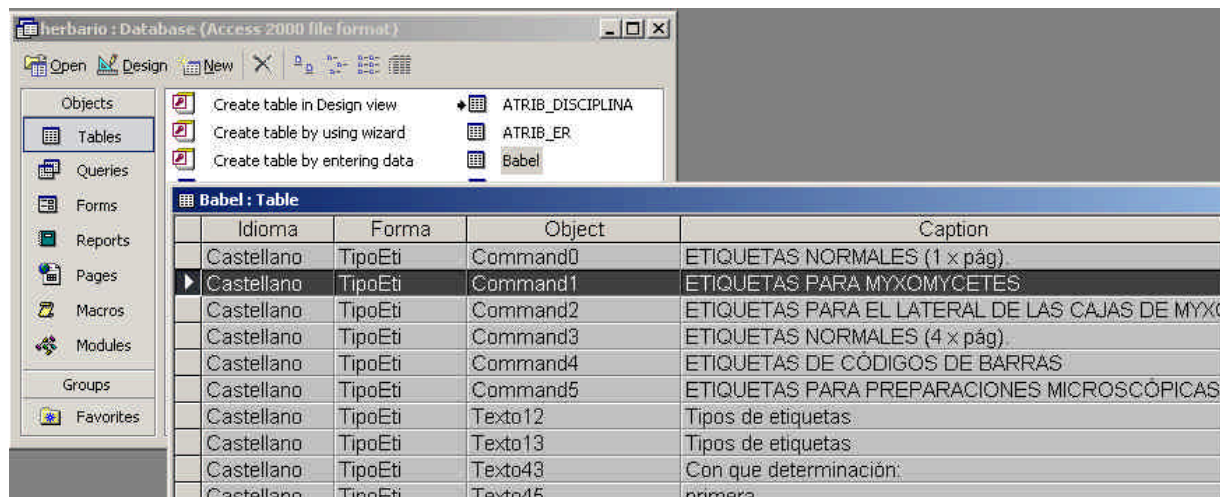 herbario : Database (Access 2000 file format)
Open Design New
Objects
Tables
Queries
Forms
Reports
Pages
Macros
Modules
Groups
Favorites
Create table in Design view ATRIB_DISCIPLINA
Create table by using wizard ATRIB_ER
Create table by entering data Babel
Babel : Table
Idioma Forma Object Caption
Castellano TipoEti Command0 ETIQUETAS NORMALES (1 x pág).
Castellano TipoEti Command1 ETIQUETAS PARA MYXOMYCETES
Castellano TipoEti Command2 ETIQUETAS PARA EL LATERAL DE LAS CAJAS DE MYXO
Castellano TipoEti Command3 ETIQUETAS NORMALES (4 x pág).
Castellano TipoEti Command4 ETIQUETAS DE CÓDIGOS DE BARRAS
Castellano TipoEti Command5 ETIQUETAS PARA PREPARACIONES MICROSCÓPICAS
Castellano TipoEti Texto12 Tipos de etiquetas
Castellano TipoEti Texto13 Tipos de etiquetas
Castellano TipoEti Texto43 Con que determinación:
Castellano TipoEti Texto45 primera